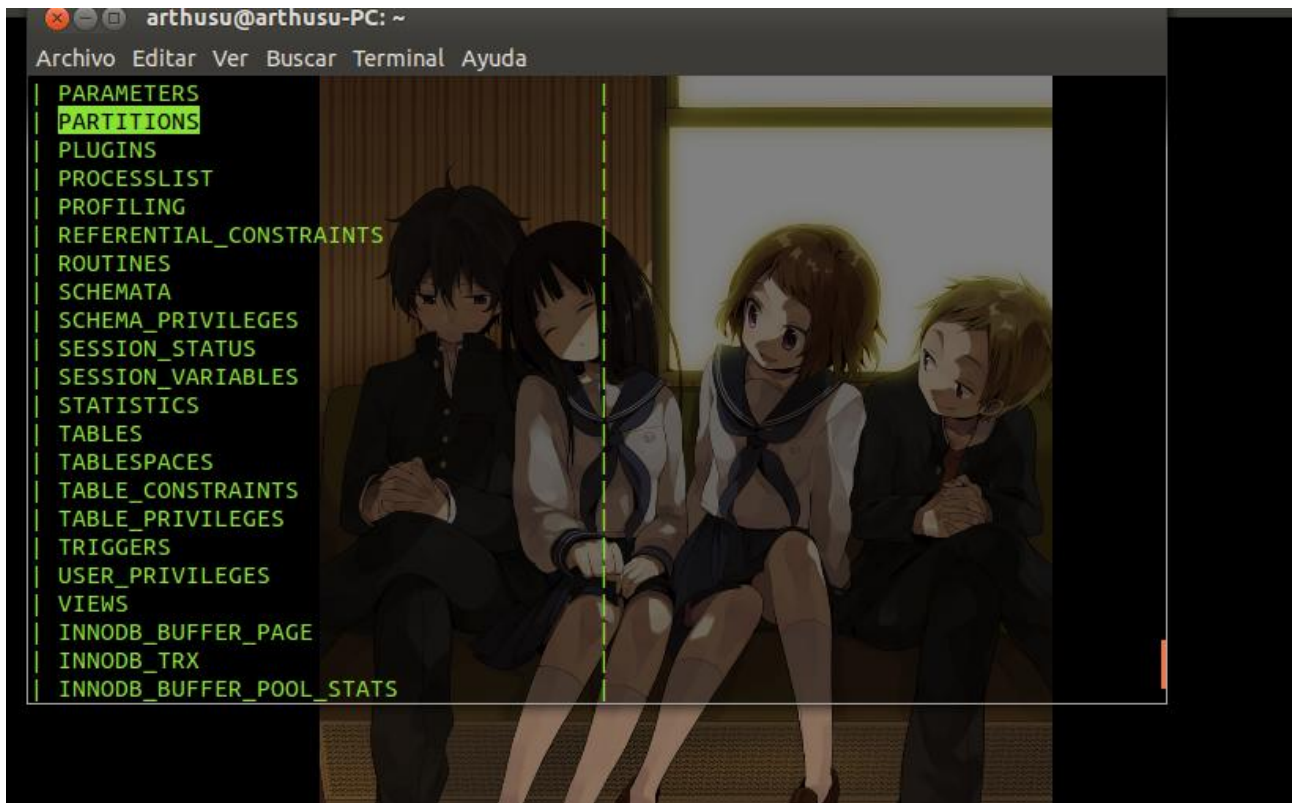 arthusu@arthusu-PC: ~
Archivo Editar Ver Buscar Terminal Ayuda
| PARAMETERS |
| PARTITIONS |
| PLUGINS |
| PROCESSLIST |
| PROFILING |
| REFERENTIAL_CONSTRAINTS |
| ROUTINES |
| SCHEMATA |
| SCHEMA_PRIVILEGES |
| SESSION_STATUS |
| SESSION_VARIABLES |
| STATISTICS |
| TABLES |
| TABLESPACES |
| TABLE_CONSTRAINTS |
| TABLE_PRIVILEGES |
| TRIGGERS |
| USER_PRIVILEGES |
| VIEWS |
| INNODB_BUFFER_PAGE |
| INNODB_TRX |
| INNODB_BUFFER_POOL_STATS |